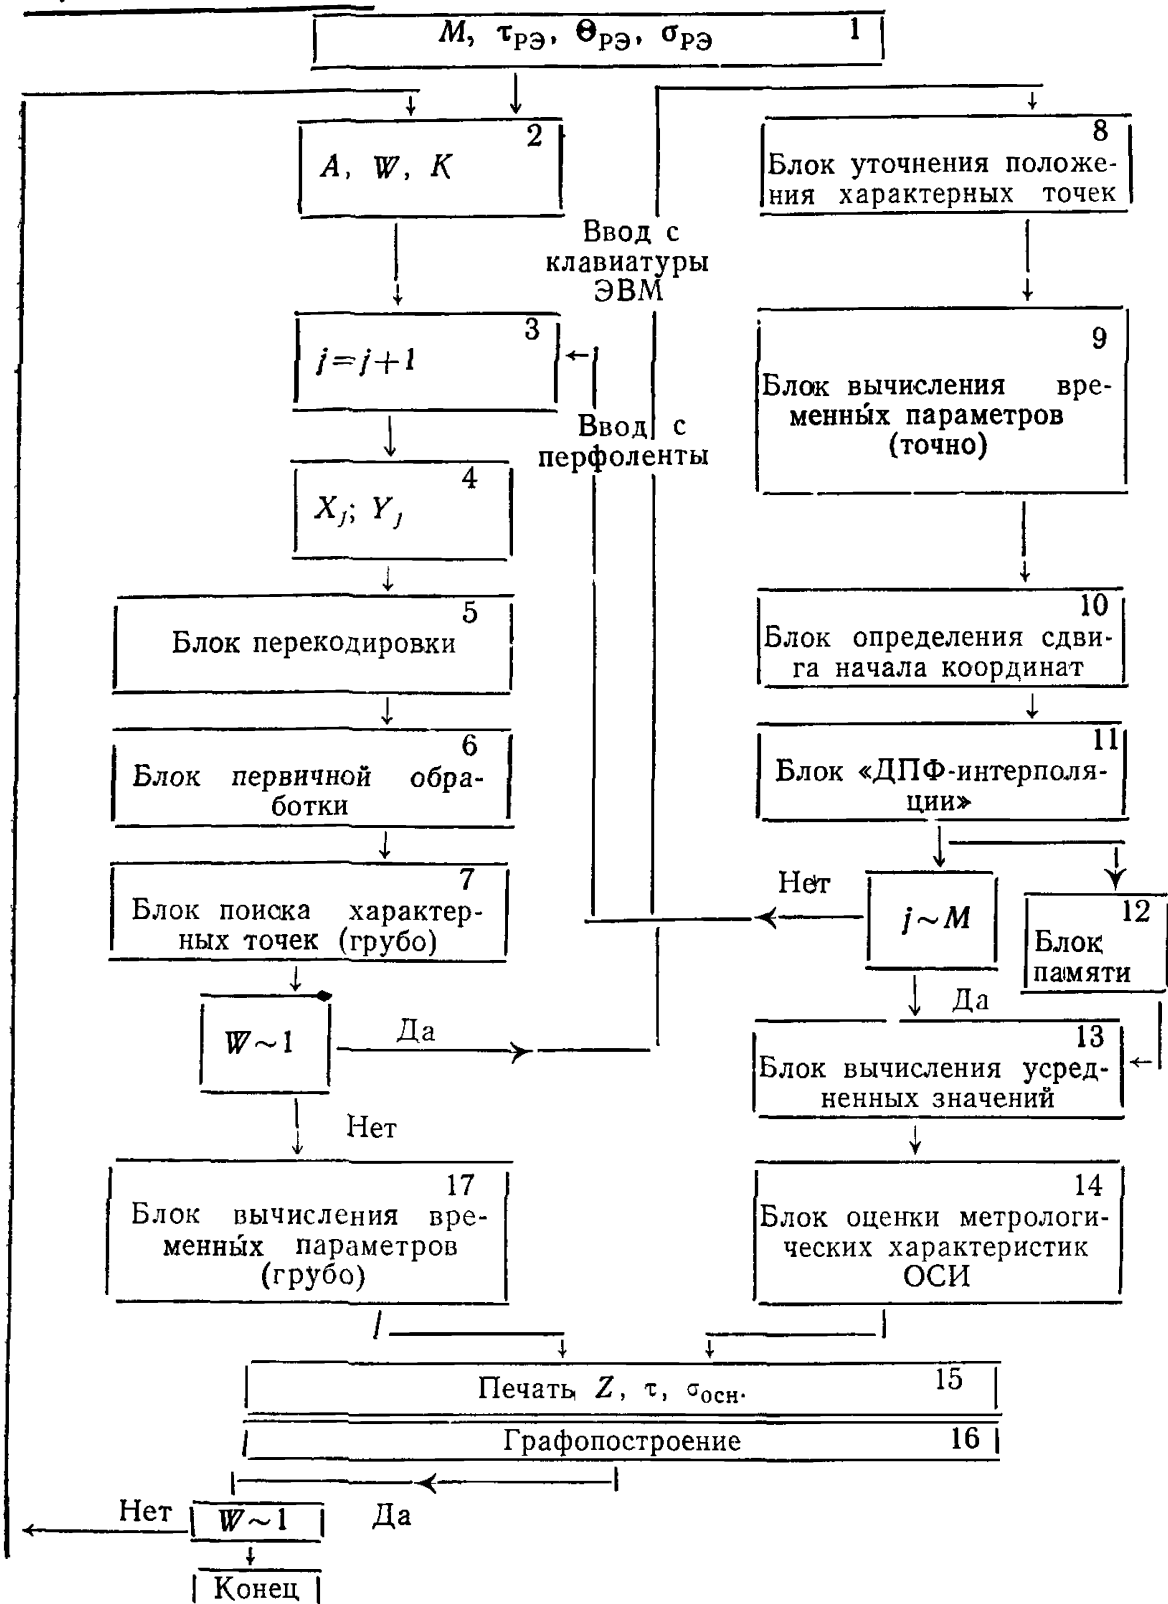 M, τРЭ, ΘРЭ, σРЭ 1
2
A, W, K
Ввод с
клавиатуры
ЭВМ
3
j=j+1
Ввод с
перфоленты
4
Xj; Yj
5
Блок перекодировки
6
Блок первичной обра-
ботки
7
Блок поиска характер-
ных точек (грубо)
W~1
Да
Нет
17
Блок вычисления вре-
менны́х параметров
(грубо)
8
Блок уточнения положе-
ния характерных точек
9
Блок вычисления вре-
менны́х параметров
(точно)
10
Блок определения сдви-
га начала координат
11
Блок «ДПФ-интерполя-
ции»
Нет
j~M
Да
12
Блок
памяти
13
Блок вычисления усред-
ненных значений
14
Блок оценки метрологи-
ческих характеристик
ОСИ
Печать Z, τ, σосн. 15
Графопостроение 16
Нет
W~1
Да
Конец